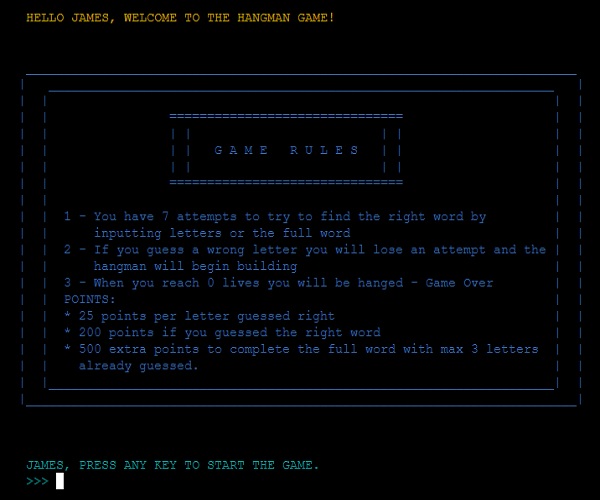 HELLO JAMES, WELCOME TO THE HANGMAN GAME!
GAME RULES
1 - You have 7 attempts to try to find the right word by
inputting letters or the full word
2 - If you guess a wrong letter you will lose an attempt and the
hangman will begin building
3 - When you reach 0 lives you will be hanged - Game Over
POINTS:
* 25 points per letter guessed right
* 200 points if you guessed the right word
* 500 extra points to complete the full word with max 3 letters
already guessed.
JAMES, PRESS ANY KEY TO START THE GAME.
>>>